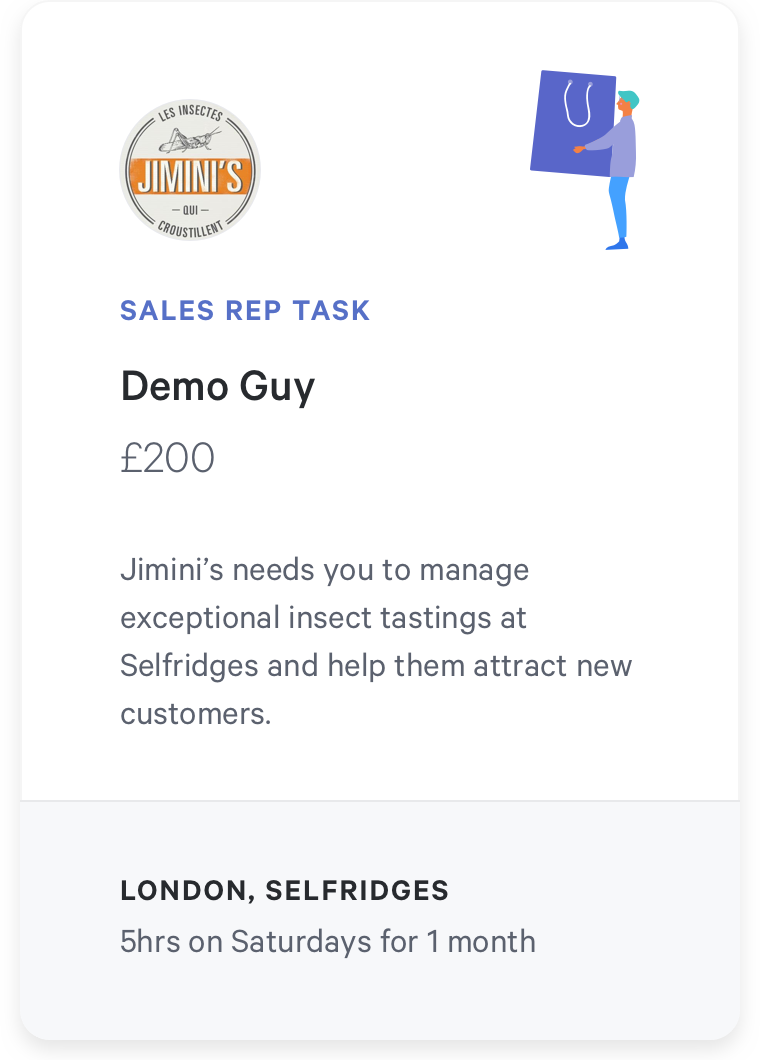 LES INSECTES
JIMINI'S
— QUI —
CROUSTILLENT
SALES REP TASK
Demo Guy
£200
Jimini’s needs you to manage
exceptional insect tastings at
Selfridges and help them attract new
customers.
LONDON, SELFRIDGES
5hrs on Saturdays for 1 month